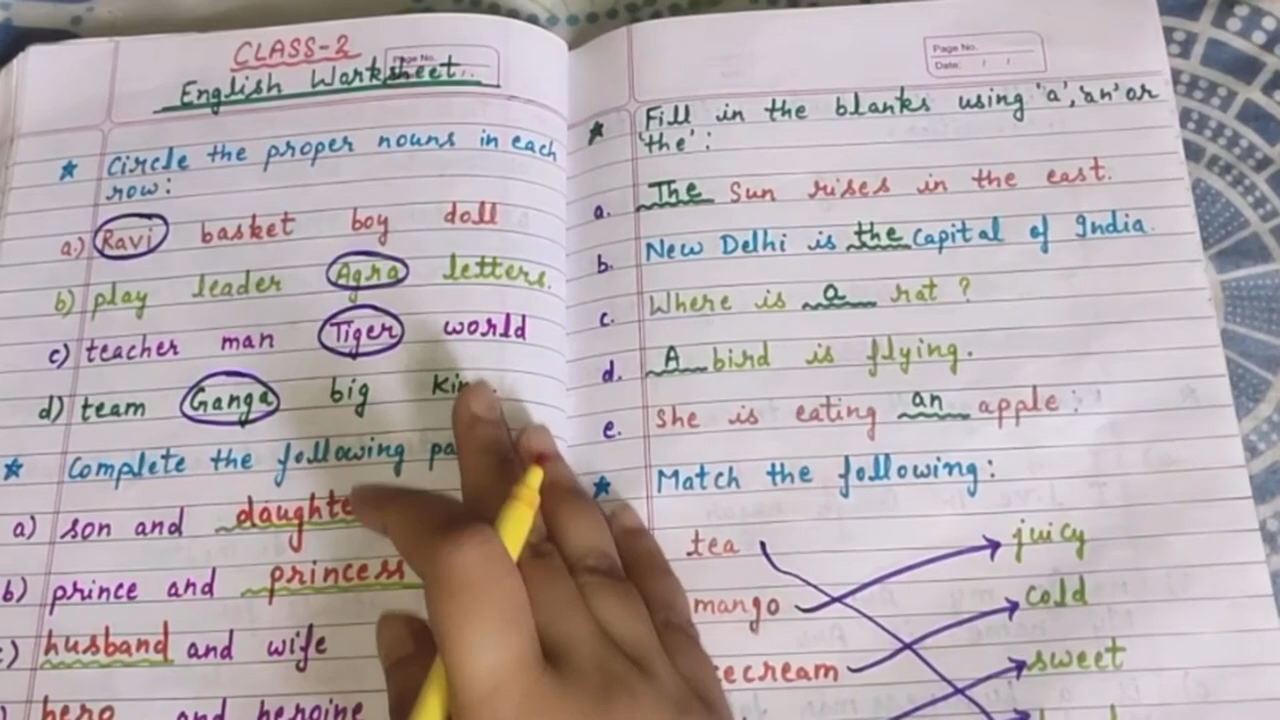 CLASS-2
Page No.
English Worksheet.
★ Circle the proper nouns in each
row:
a.) Ravi basket boy doll
b) play leader Agra letters.
c) teacher man Tiger world
d) team Ganga big
★ Complete the following
a) son and
b) prince and princess
husband and wife
hero and heroine
Page No.
Date: / /
★ Fill in the blanks using 'a', 'an' or
'the':
a. The Sun rises in the east.
b. New Delhi is the capital of India.
c. Where is a rat ?
d. A bird is flying.
e. She is eating an apple.
★ Match the following:
tea juicy
mango cold
sweet